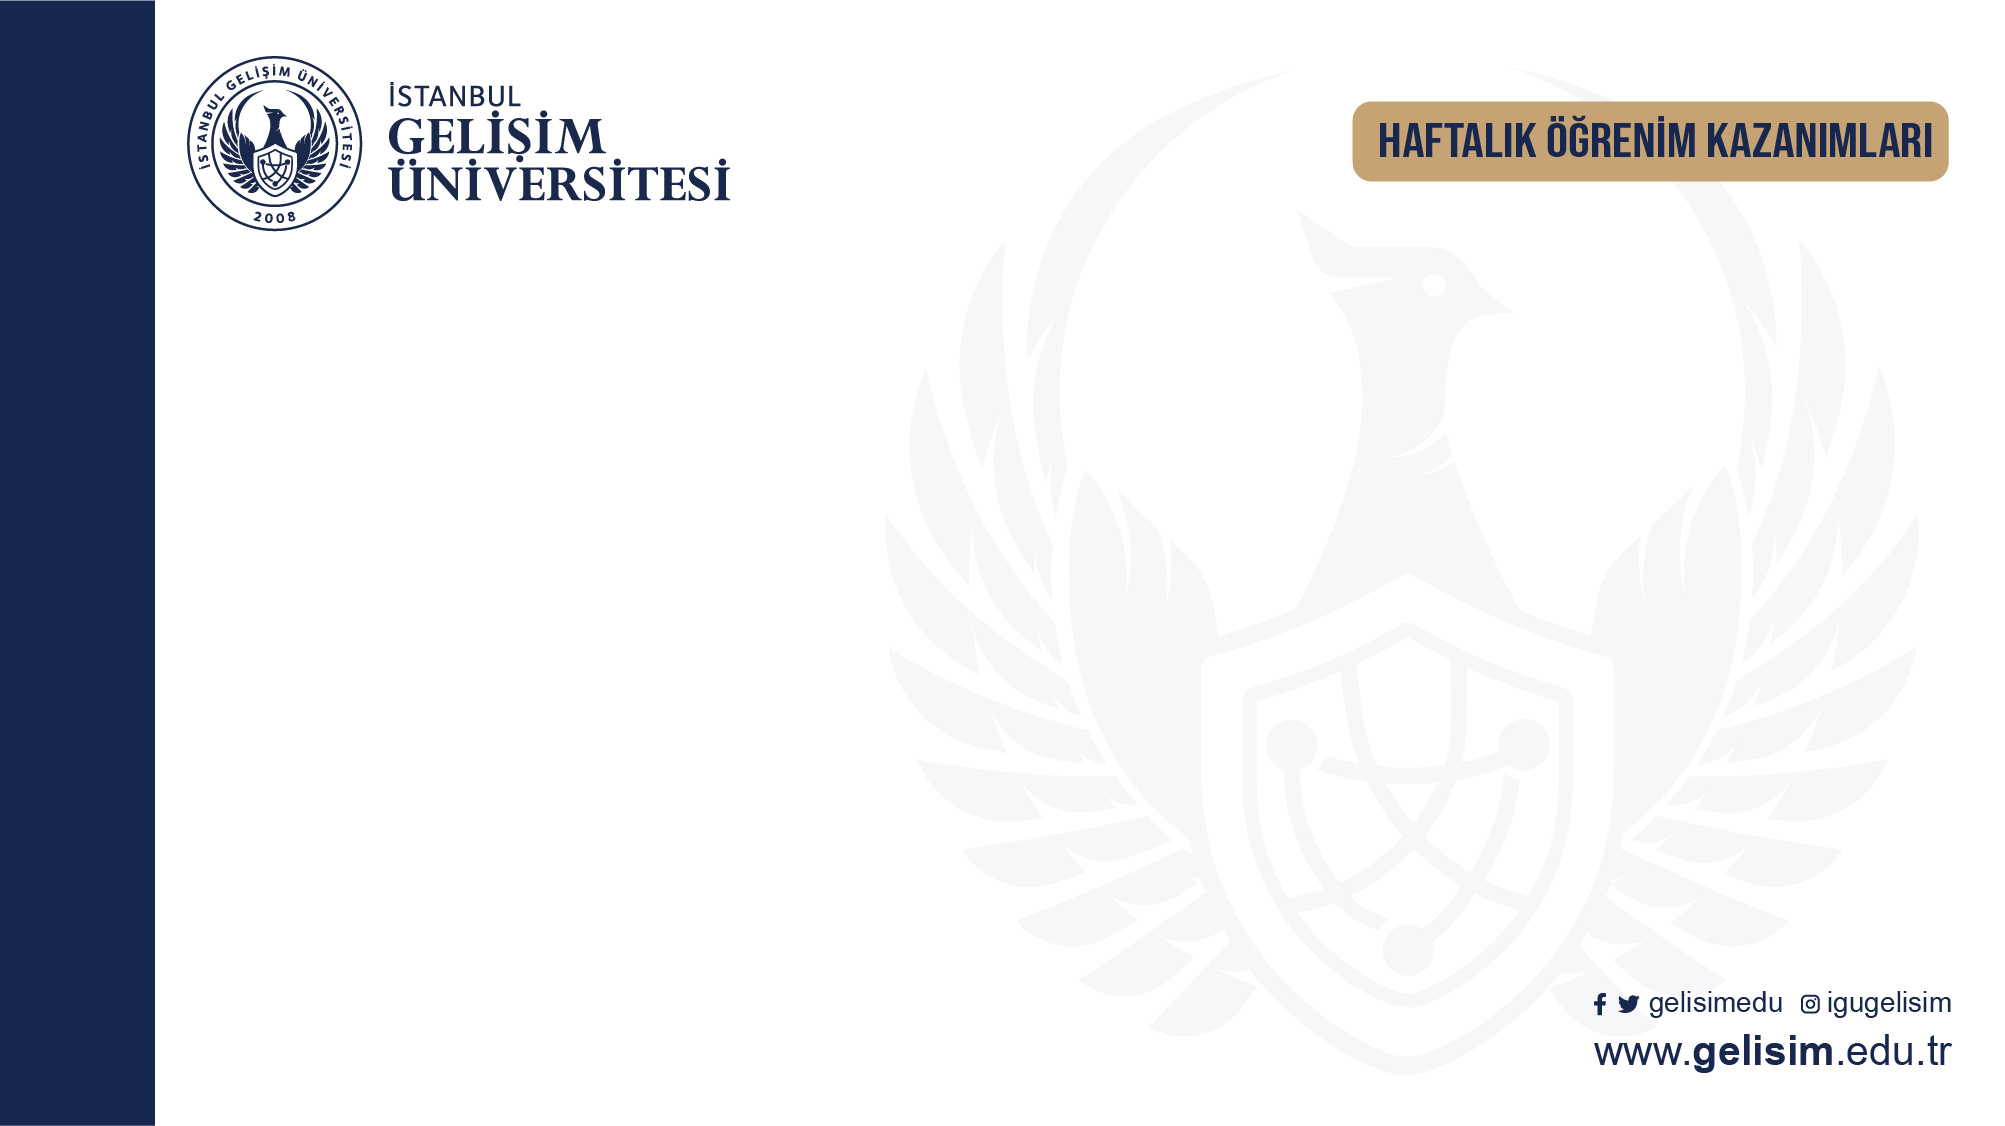 İSTANBUL GELİŞİM ÜNİVERSİTESİ
2008
İSTANBUL
GELİŞİM
ÜNİVERSİTESİ
HAFTALIK ÖĞRENİM KAZANIMLARI
gelisimedu igugelisim
www.gelisim.edu.tr